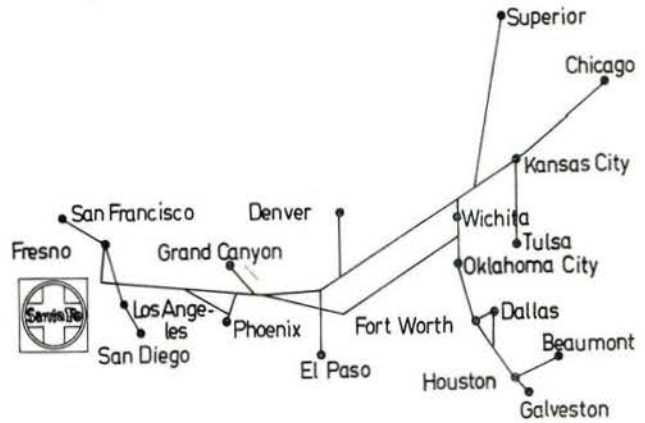 Superior
Chicago
Kansas City
San Francisco
Denver
Wichita
Fresno
Grand Canyon
Tulsa
Oklahoma City
Santa Fe
Los Ange-
les
Phoenix
Fort Worth
Dallas
San Diego
El Paso
Beaumont
Houston
Galveston